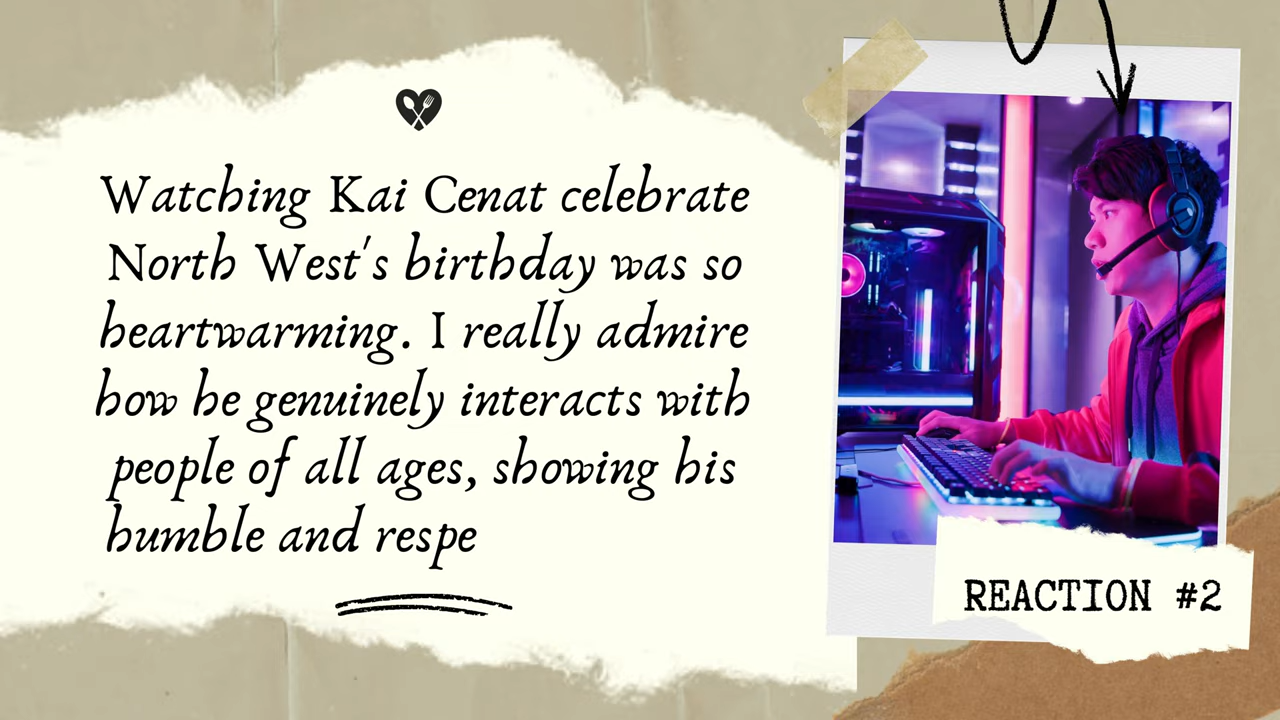 Watching Kai Cenat celebrate
North West's birthday was so
heartwarming. I really admire
how he genuinely interacts with
people of all ages, showing his
humble and respe
REACTION #2